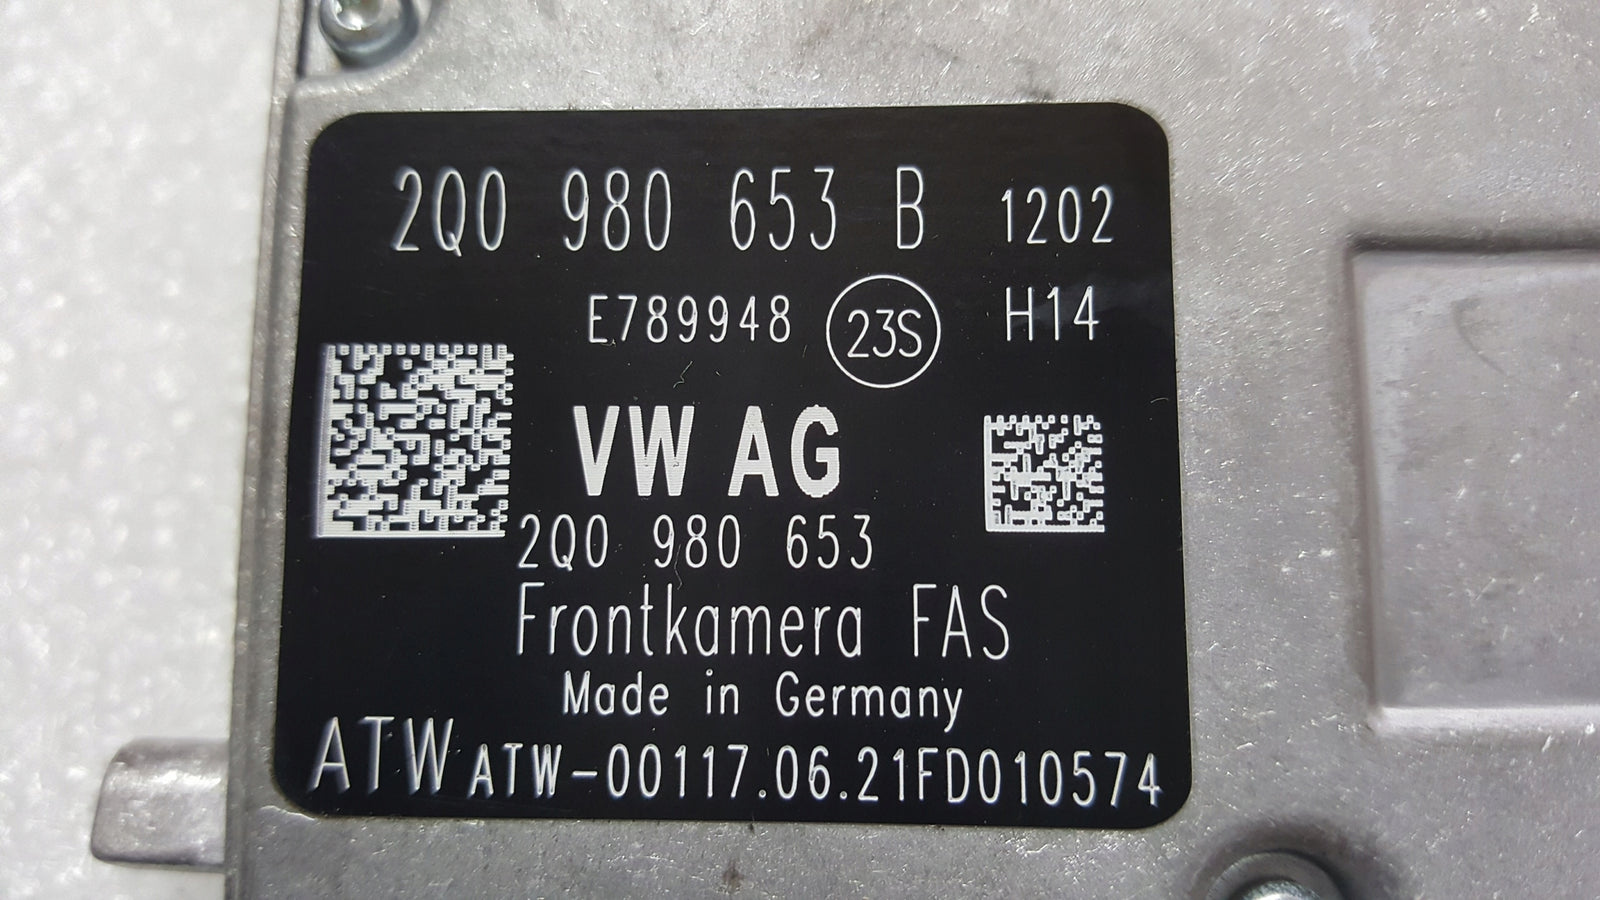 2Q0 980 653 B 1202
E789948 23S H14
VW AG
2Q0 980 653
Frontkamera FAS
Made in Germany
ATW ATW-00117.06.21FD010574